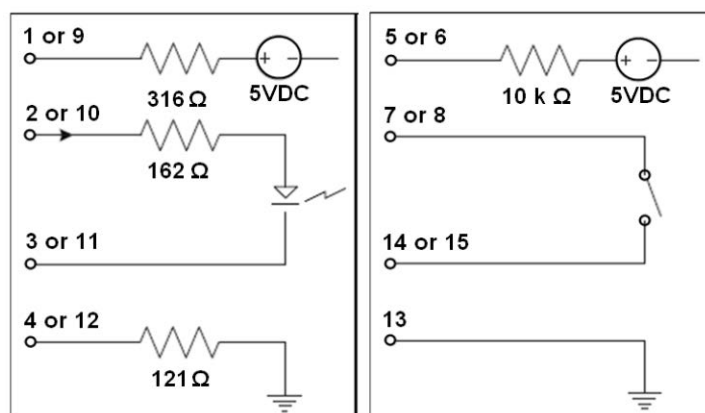 1 or 9
+ -
316 Ω
5VDC
2 or 10
162 Ω
3 or 11
4 or 12
121Ω
5 or 6
+ -
10 k Ω
5VDC
7 or 8
14 or 15
13